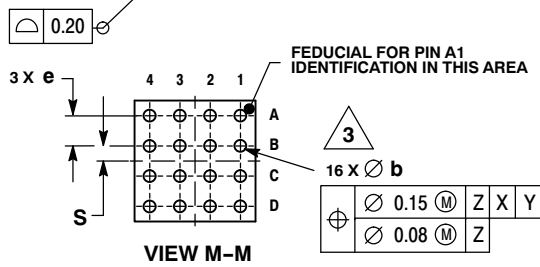 0.20
FEDUCIAL FOR PIN A1
IDENTIFICATION IN THIS AREA
3 X e
4 3 2 1
A
B
C
D
S
3
16 X ∅ b
∅ 0.15 Ⓜ Z X Y
∅ 0.08 Ⓜ Z
VIEW M–M